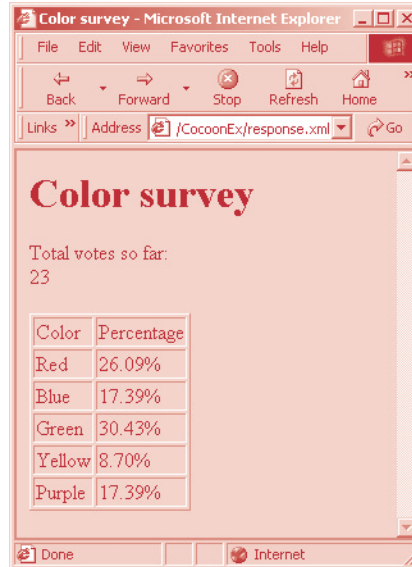 Color survey - Microsoft Internet Explorer
File Edit View Favorites Tools Help
Back Forward Stop Refresh Home »
Links » Address /CocoonEx/response.xml Go
Color survey
Total votes so far:
23
Color Percentage
Red 26.09%
Blue 17.39%
Green 30.43%
Yellow 8.70%
Purple 17.39%
Done Internet